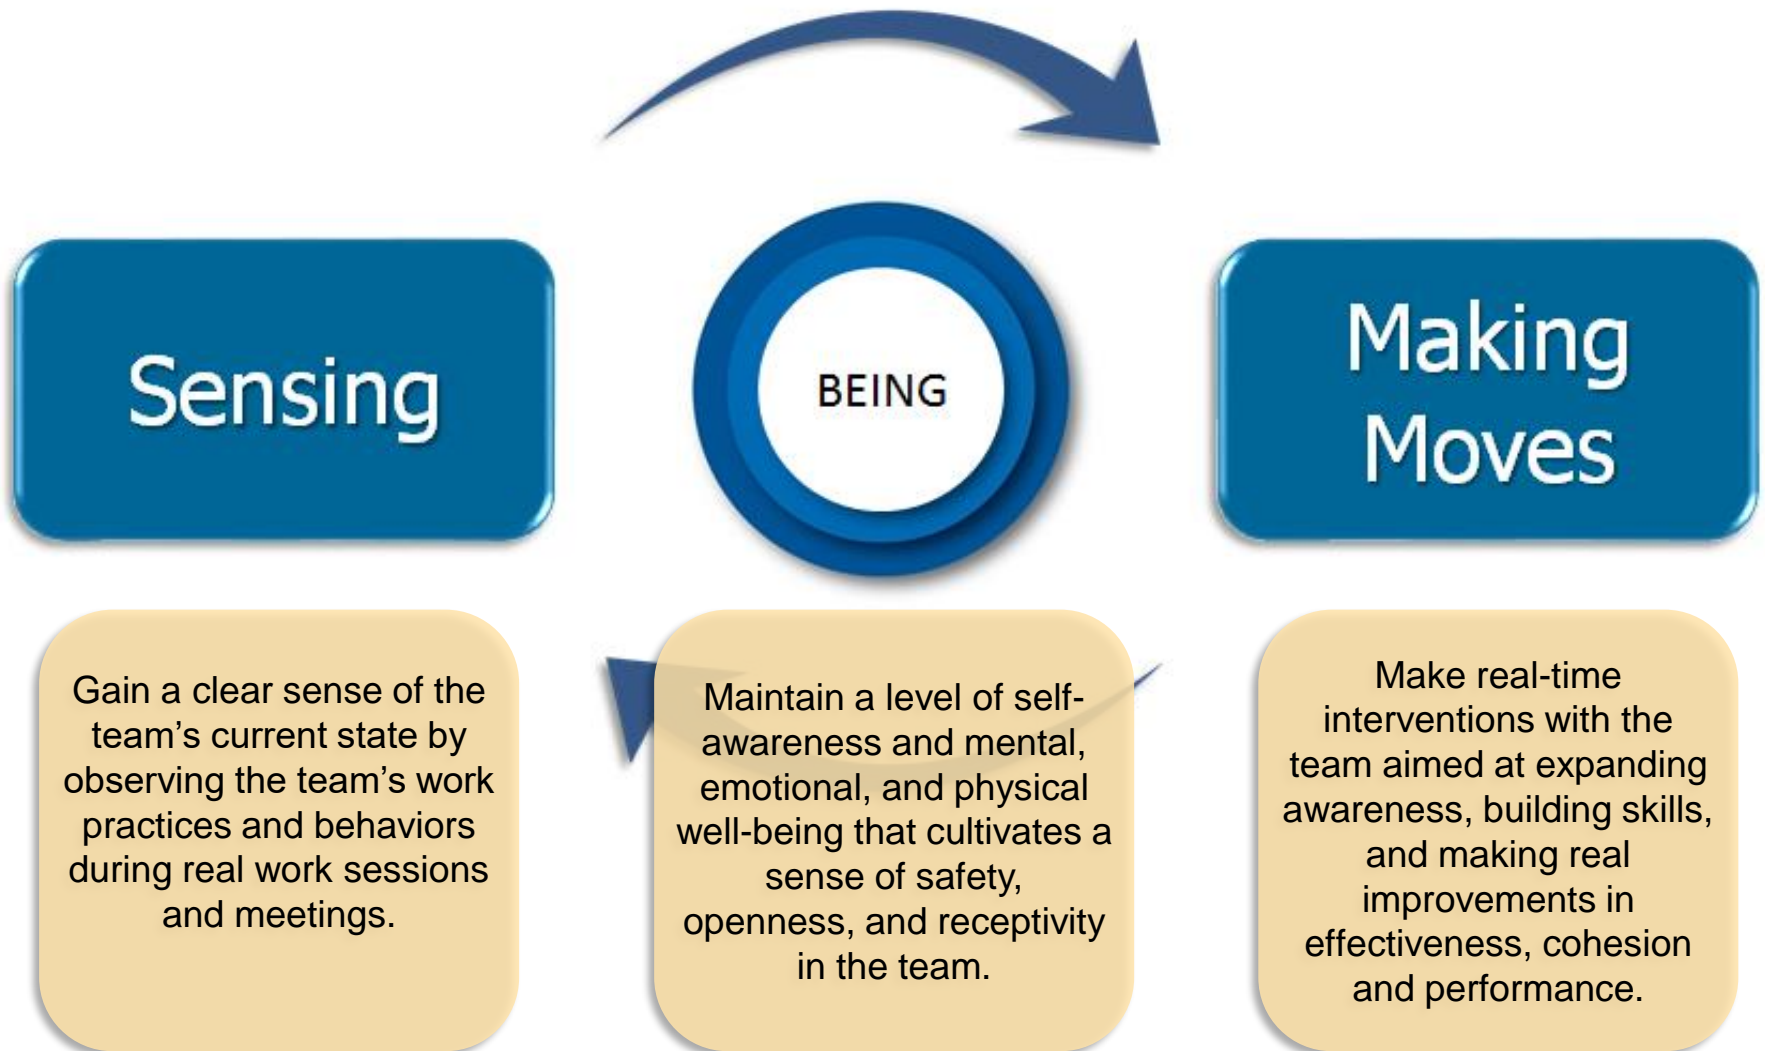 Sensing
BEING
Making
Moves
Gain a clear sense of the
team’s current state by
observing the team’s work
practices and behaviors
during real work sessions
and meetings.
Maintain a level of self-
awareness and mental,
emotional, and physical
well-being that cultivates a
sense of safety,
openness, and receptivity
in the team.
Make real-time
interventions with the
team aimed at expanding
awareness, building skills,
and making real
improvements in
effectiveness, cohesion
and performance.